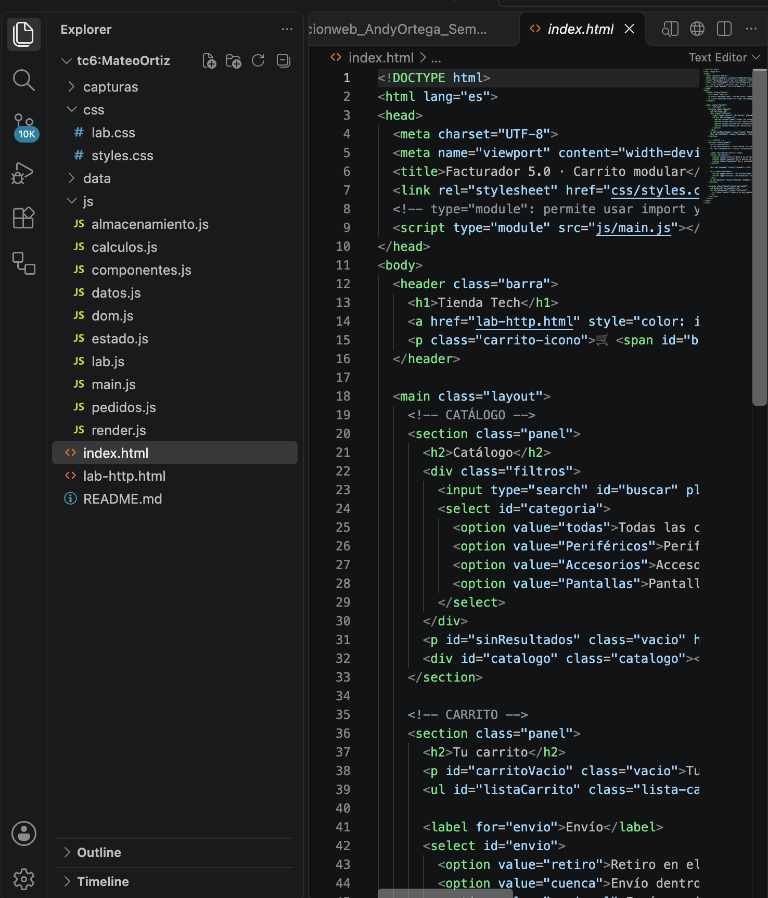 Explorer
tc6:MateoOrtiz
capturas
css
# lab.css
# styles.css
data
js
JS almacenamiento.js
JS calculos.js
JS componentes.js
JS datos.js
JS dom.js
JS estado.js
JS lab.js
JS main.js
JS pedidos.js
JS render.js
<> index.html
<> lab-http.html
README.md
10K
Outline
Timeline
cionweb_AndyOrtega_Sem...
<> index.html
<> index.html > ...
Text Editor
1 <!DOCTYPE html>
2 <html lang="es">
3 <head>
4 <meta charset="UTF-8">
5 <meta name="viewport" content="width=devi
6 <title>Facturador 5.0 · Carrito modular</
7 <link rel="stylesheet" href="css/styles.c
8 <!-- type="module": permite usar import y
9 <script type="module" src="js/main.js"></
10 </head>
11 <body>
12 <header class="barra">
13 <h1>Tienda Tech</h1>
14 <a href="lab-http.html" style="color: i
15 <p class="carrito-icono">🛒 <span id="b
16 </header>
17
18 <main class="layout">
19 <!-- CATÁLOGO -->
20 <section class="panel">
21 <h2>Catálogo</h2>
22 <div class="filtros">
23 <input type="search" id="buscar" pl
24 <select id="categoria">
25 <option value="todas">Todas las c
26 <option value="Periféricos">Perif
27 <option value="Accesorios">Acceso
28 <option value="Pantallas">Pantall
29 </select>
30 </div>
31 <p id="sinResultados" class="vacio" h
32 <div id="catalogo" class="catalogo"><
33 </section>
34
35 <!-- CARRITO -->
36 <section class="panel">
37 <h2>Tu carrito</h2>
38 <p id="carritoVacio" class="vacio">Tu
39 <ul id="listaCarrito" class="lista-ca
40
41 <label for="envio">Envío</label>
42 <select id="envio">
43 <option value="retiro">Retiro en el
44 <option value="cuenca">Envío dentro